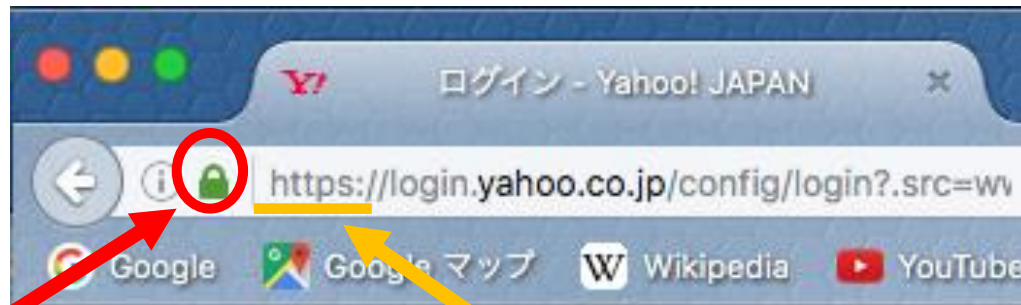 Y! ログイン - Yahoo! JAPAN
https://login.yahoo.co.jp/config/login?.src=ww
Google Google マップ W Wikipedia YouTube